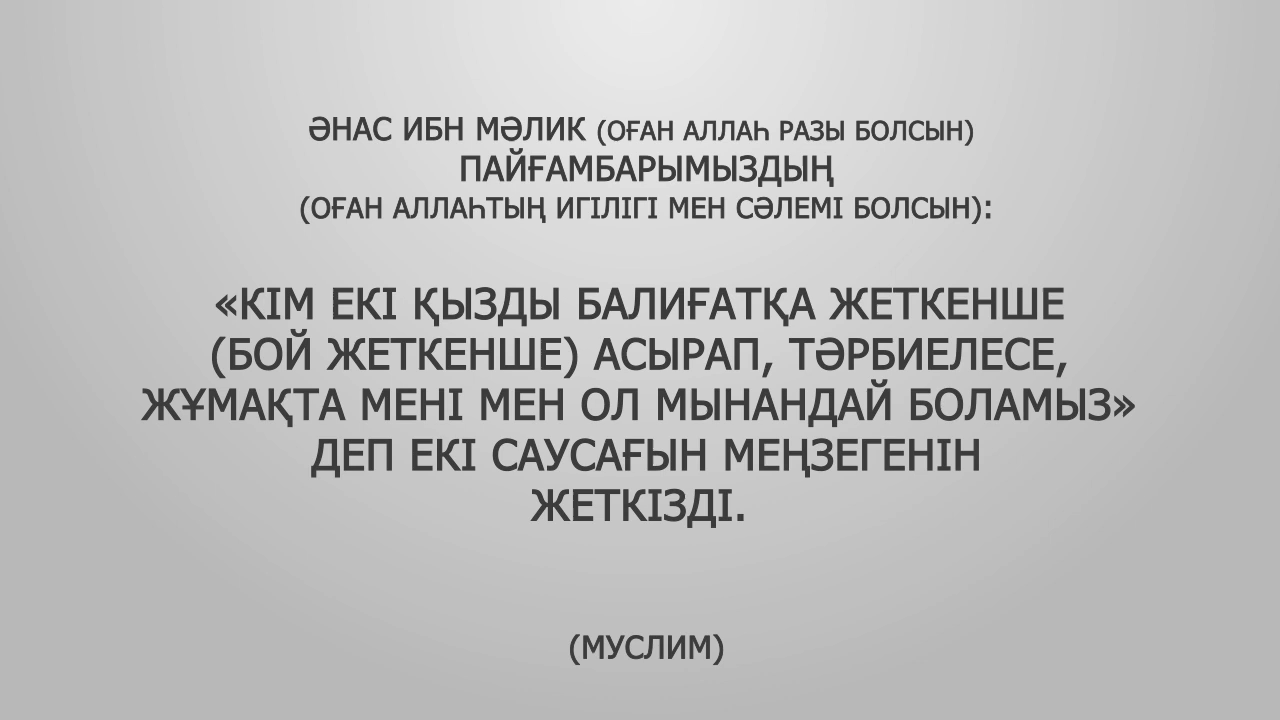 ӘНАС ИБН МӘЛИК (ОҒАН АЛЛАҺ РАЗЫ БОЛСЫН)
ПАЙҒАМБАРЫМЫЗДЫҢ
(ОҒАН АЛЛАҺТЫҢ ИГІЛІГІ МЕН СӘЛЕМІ БОЛСЫН):
«КІМ ЕКІ ҚЫЗДЫ БАЛИҒАТҚА ЖЕТКЕНШЕ
(БОЙ ЖЕТКЕНШЕ) АСЫРАП, ТӘРБИЕЛЕСЕ,
ЖҰМАҚТА МЕНІ МЕН ОЛ МЫНАНДАЙ БОЛАМЫЗ»
ДЕП ЕКІ САУСАҒЫН МЕҢЗЕГЕНІН
ЖЕТКІЗДІ.
(МУСЛИМ)